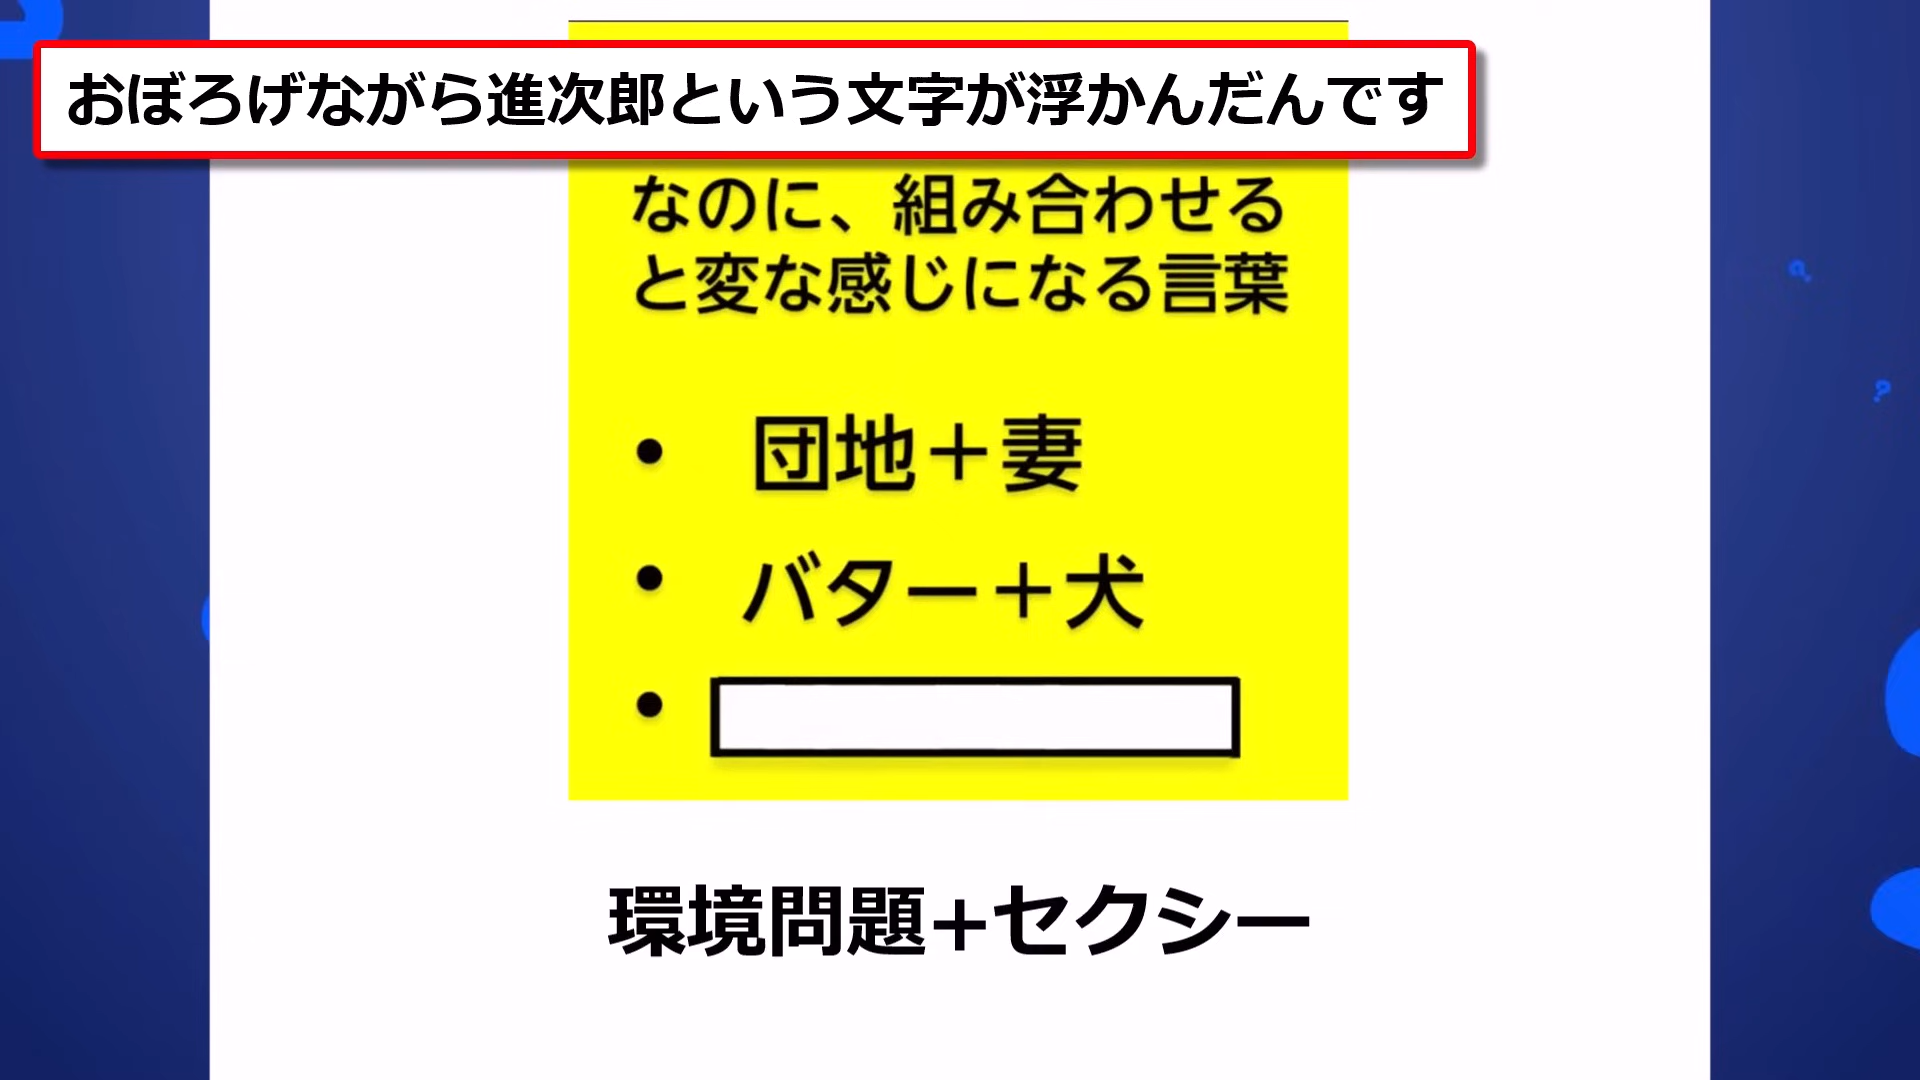 おぼろげながら進次郎という文字が浮かんだんです
なのに、組み合わせる
と変な感じになる言葉
• 団地＋妻
• バター＋犬
•
環境問題+セクシー